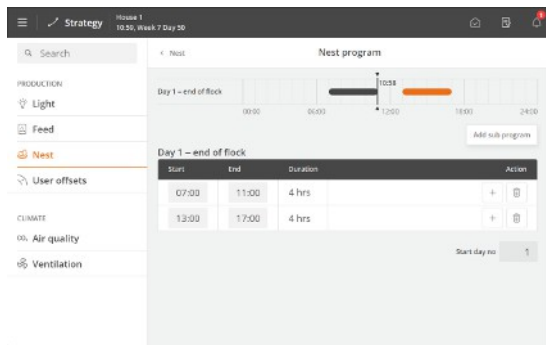 Strategy
House 1
10.59, Week 7 Day 50
Search
Nest
Nest program
PRODUCTION
Light
Feed
Nest
User offsets
CLIMATE
Air quality
Ventilation
10:58
Day 1 – end of flock
00:00 06:00 12:00 18:00 24:00
Add sub program
Day 1 – end of flock
Start End Duration Action
07:00 11:00 4 hrs
13:00 17:00 4 hrs
Start day no 1